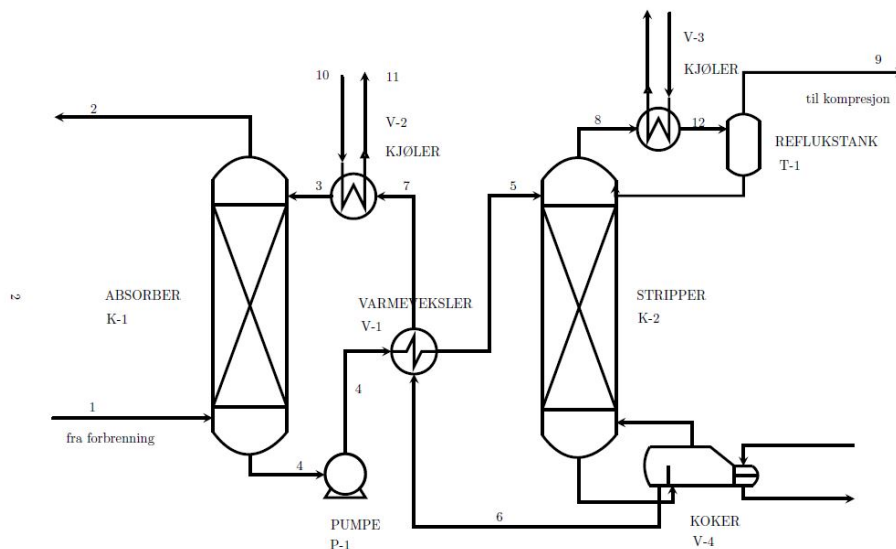 V-3
KJØLER
9
til kompresjon
10
11
2
V-2
KJØLER
8
12
REFLUKSTANK
T-1
3
7
5
2
ABSORBER
K-1
VARMEVEKSLER
V-1
STRIPPER
K-2
4
1
fra forbrenning
4
6
PUMPE
P-1
KOKER
V-4